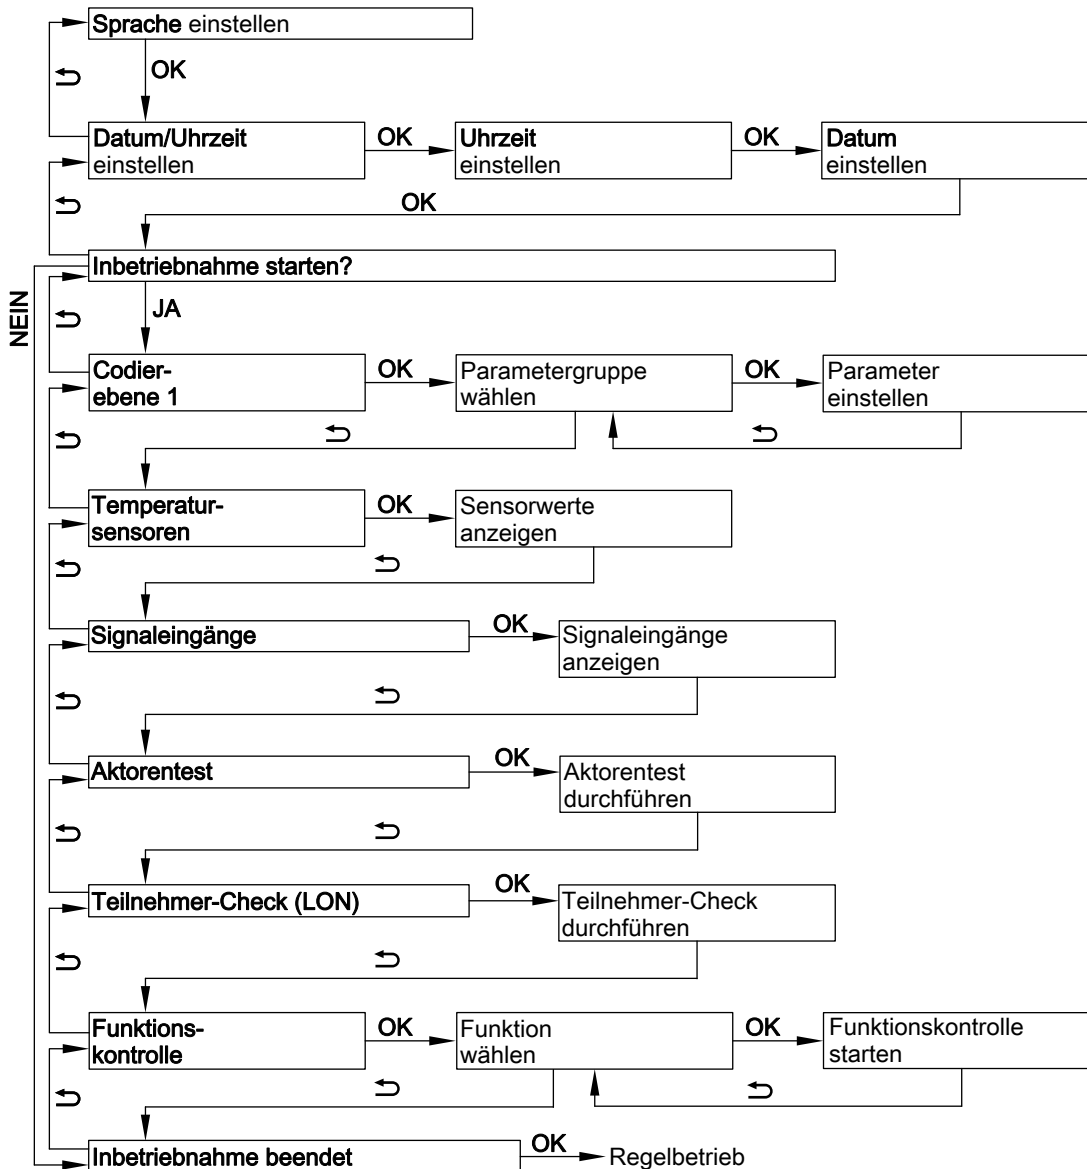 Sprache einstellen
OK
Datum/Uhrzeit
einstellen
OK
Uhrzeit
einstellen
OK
Datum
einstellen
OK
Inbetriebnahme starten?
NEIN
JA
Codier-
ebene 1
OK
Parametergruppe
wählen
OK
Parameter
einstellen
Temperatur-
sensoren
OK
Sensorwerte
anzeigen
Signaleingänge
OK
Signaleingänge
anzeigen
Aktorentest
OK
Aktorentest
durchführen
Teilnehmer-Check (LON)
OK
Teilnehmer-Check
durchführen
Funktions-
kontrolle
OK
Funktion
wählen
OK
Funktionskontrolle
starten
Inbetriebnahme beendet
OK
Regelbetrieb